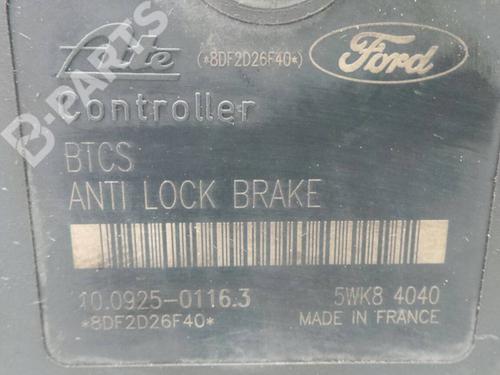 Ate (*8DF2D26F40*) Ford
Controller
BTCS
ANTI LOCK BRAKE
10.0925-0116.3 5WK8 4040
*8DF2D26F40* MADE IN FRANCE
B-PARTS
B-PARTS